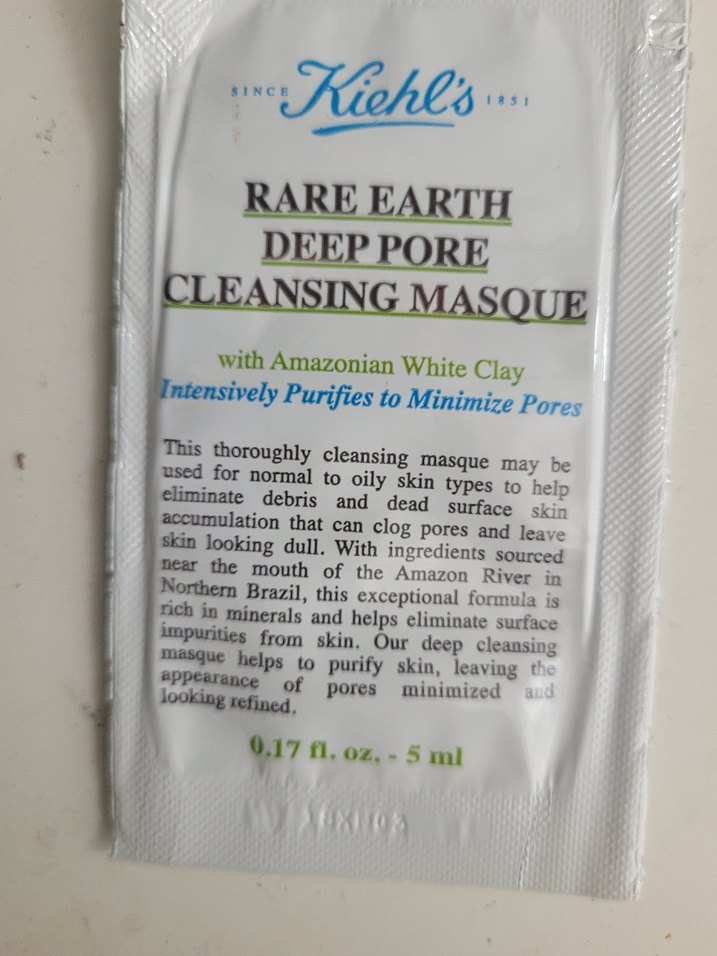 SINCE Kiehl's 1851
RARE EARTH
DEEP PORE
CLEANSING MASQUE
with Amazonian White Clay
Intensively Purifies to Minimize Pores
This thoroughly cleansing masque may be
used for normal to oily skin types to help
eliminate debris and dead surface skin
accumulation that can clog pores and leave
skin looking dull. With ingredients sourced
near the mouth of the Amazon River in
Northern Brazil, this exceptional formula is
rich in minerals and helps eliminate surface
impurities from skin. Our deep cleansing
masque helps to purify skin, leaving the
appearance of pores minimized and
looking refined.
0.17 fl. oz. - 5 ml